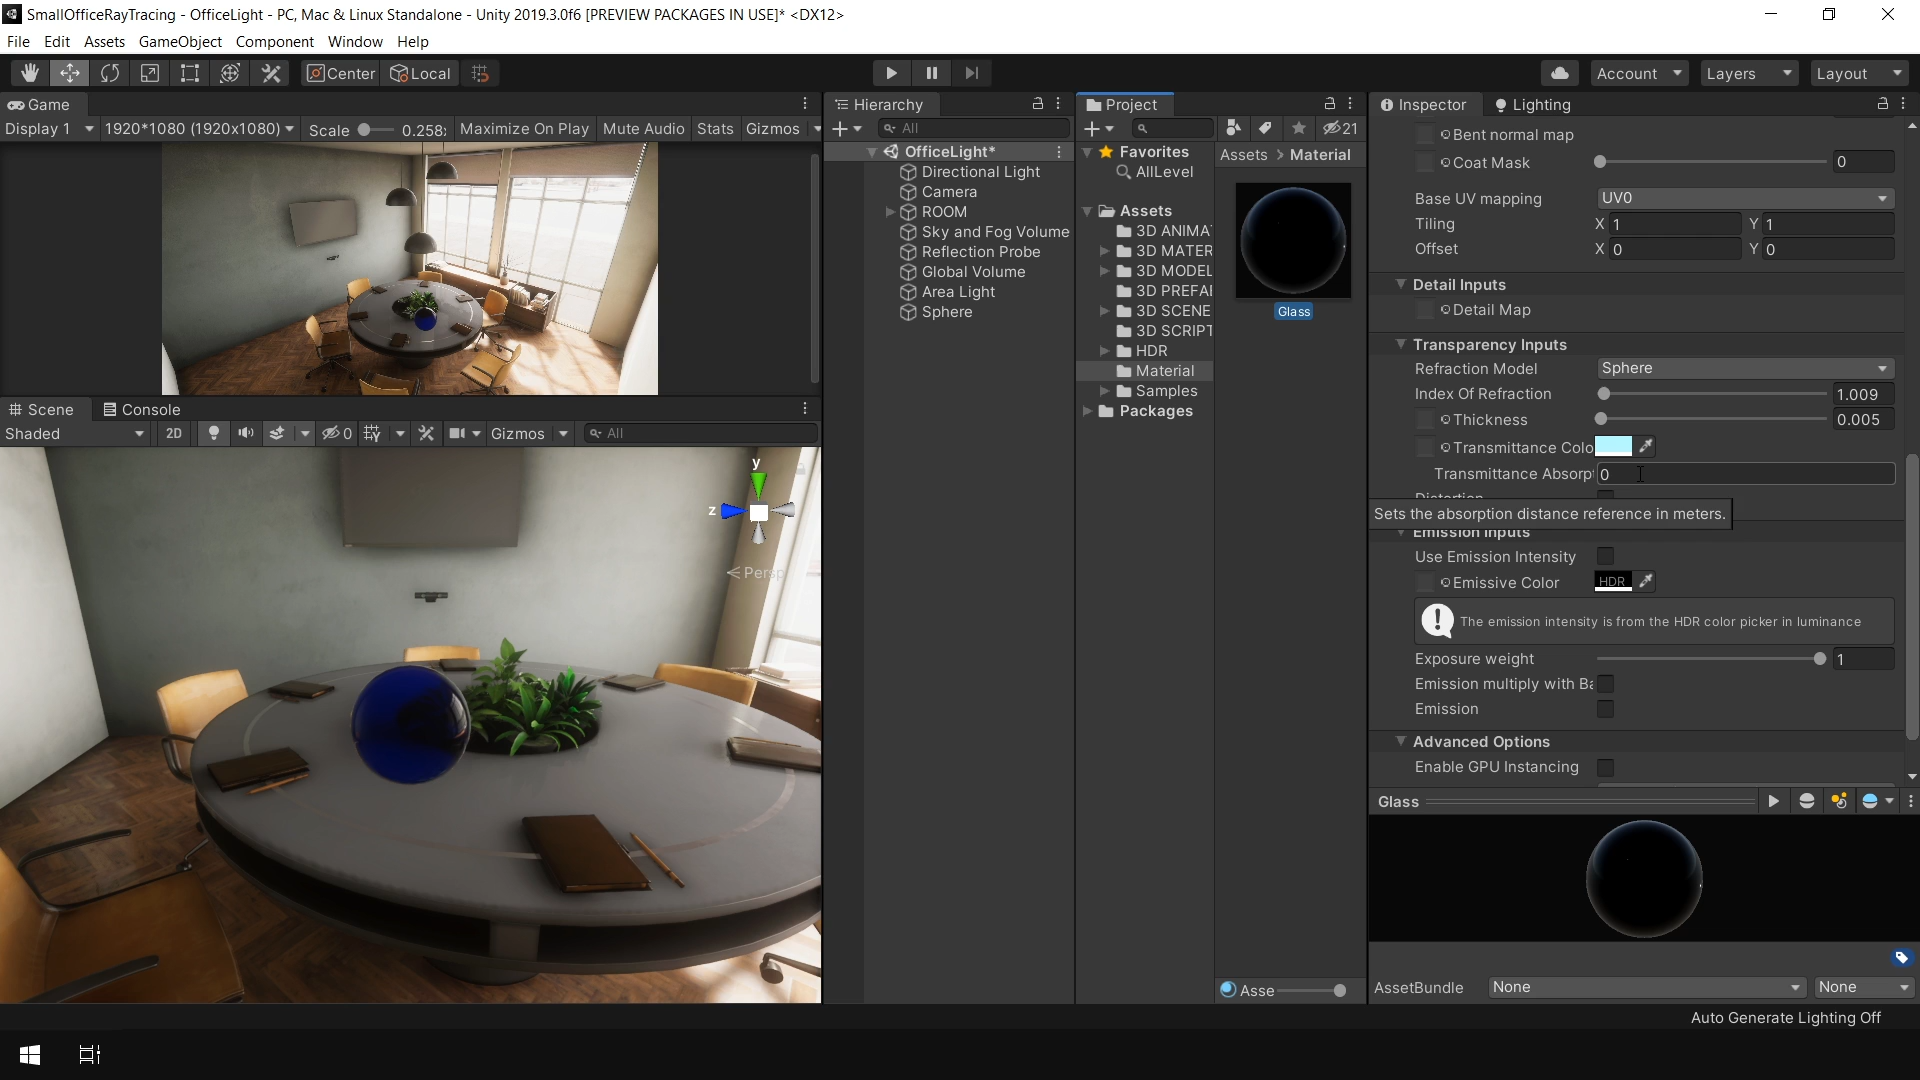 SmallOfficeRayTracing - OfficeLight - PC, Mac & Linux Standalone - Unity 2019.3.0f6 [PREVIEW PACKAGES IN USE]* <DX12>
File Edit Assets GameObject Component Window Help
Center Local Account Layers Layout
Game
Display 1 1920*1080 (1920x1080) Scale 0.258: Maximize On Play Mute Audio Stats Gizmos
Scene Console
Shaded 2D 0 Gizmos All
y
z
Persp
Hierarchy
All
OfficeLight*
Directional Light
Camera
ROOM
Sky and Fog Volume
Reflection Probe
Global Volume
Area Light
Sphere
Project
21
Favorites
AllLevel
Assets
3D ANIMA
3D MATER
3D MODEL
3D PREFA
3D SCENE
3D SCRIPT
HDR
Material
Samples
Packages
Assets > Material
Glass
Asse
Inspector Lighting
Bent normal map
Coat Mask 0
Base UV mapping UV0
Tiling X 1 Y 1
Offset X 0 Y 0
Detail Inputs
Detail Map
Transparency Inputs
Refraction Model Sphere
Index Of Refraction 1.009
Thickness 0.005
Transmittance Colo
Transmittance Absorp 0
Distortion
Sets the absorption distance reference in meters.
Emission Inputs
Use Emission Intensity
Emissive Color HDR
The emission intensity is from the HDR color picker in luminance
Exposure weight 1
Emission multiply with Ba
Emission
Advanced Options
Enable GPU Instancing
Glass
AssetBundle None None
Auto Generate Lighting Off